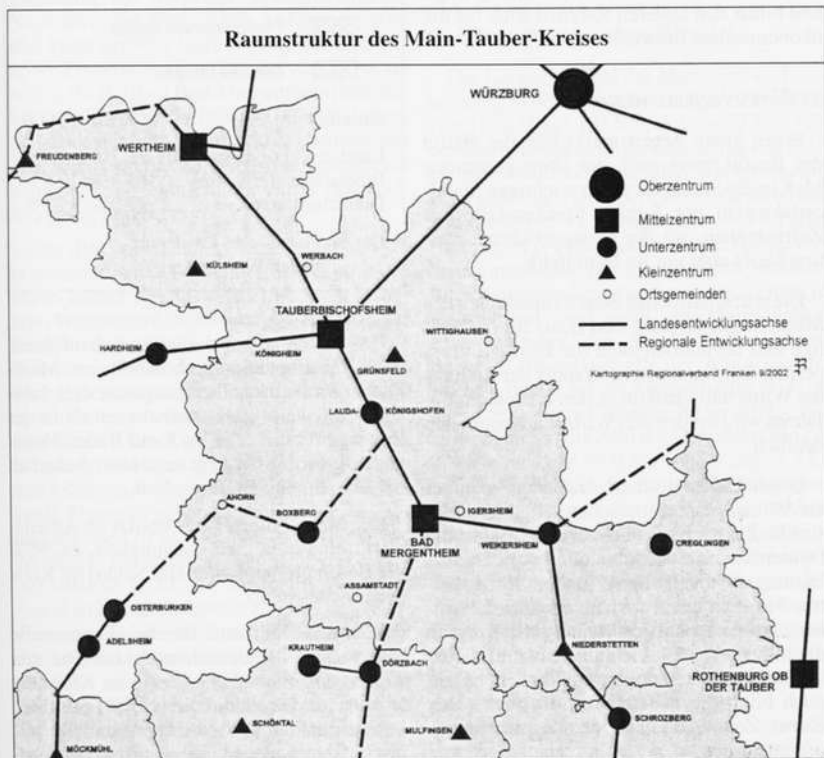 Raumstruktur des Main-Tauber-Kreises
WÜRZBURG
WERTHEIM
FREUDENBERG
Oberzentrum
Mittelzentrum
Unterzentrum
Kleinzentrum
Ortsgemeinden
Landesentwicklungsachse
Regionale Entwicklungsachse
Kartographie Regionalverband Franken 9/2002
WERBACH
KÜLSHEIM
TAUBERBISCHOFSHEIM
WITTIGHAUSEN
HARDHEIM
KÖNIGHEIM
GRÜNSFELD
LAUDA-
KÖNIGSHOFEN
AHORN
BOXBERG
IGERSHEIM
BAD
MERGENTHEIM
WEIKERSHEIM
CREGLINGEN
ASSAMSTADT
OSTERBURKEN
ADELSHEIM
KRAUTHEIM
DÖRZBACH
NIEDERSTETTEN
ROTHENBURG OB
DER TAUBER
SCHÖNTAL
MULFINGEN
SCHROZBERG
MÖCKMÜHL